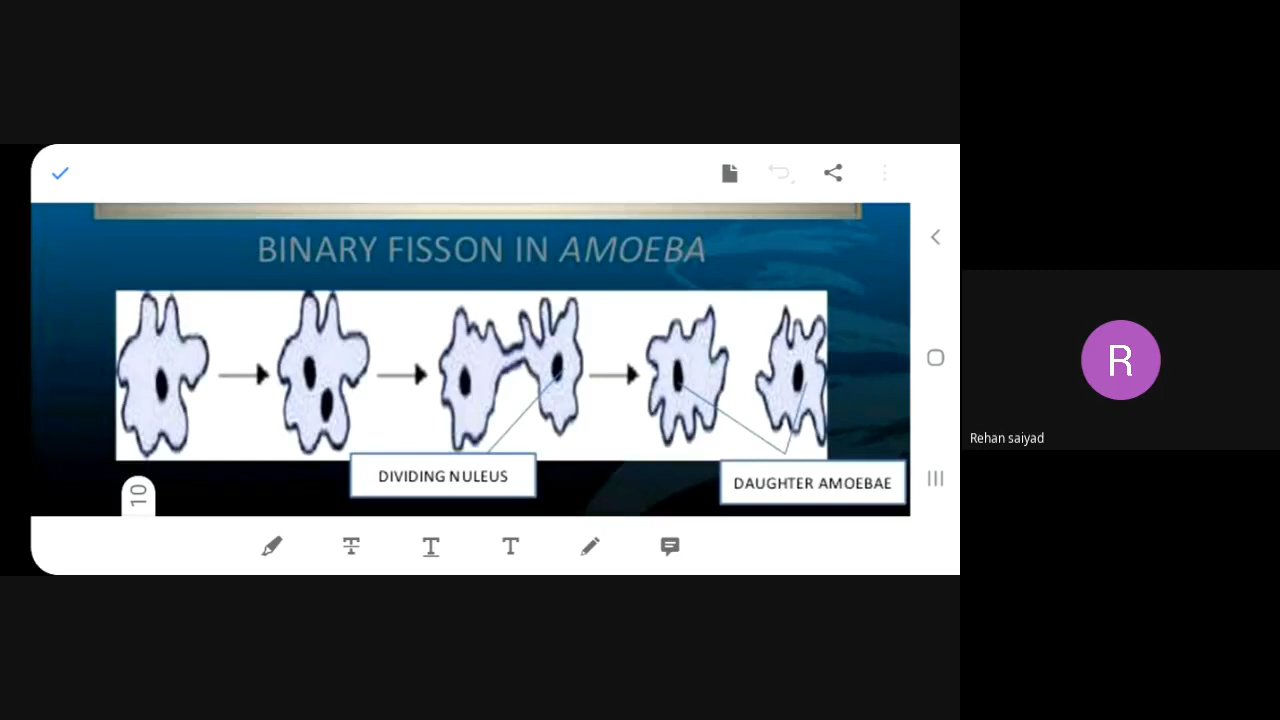 BINARY FISSON IN AMOEBA
DIVIDING NULEUS
DAUGHTER AMOEBAE
10
R
Rehan saiyad